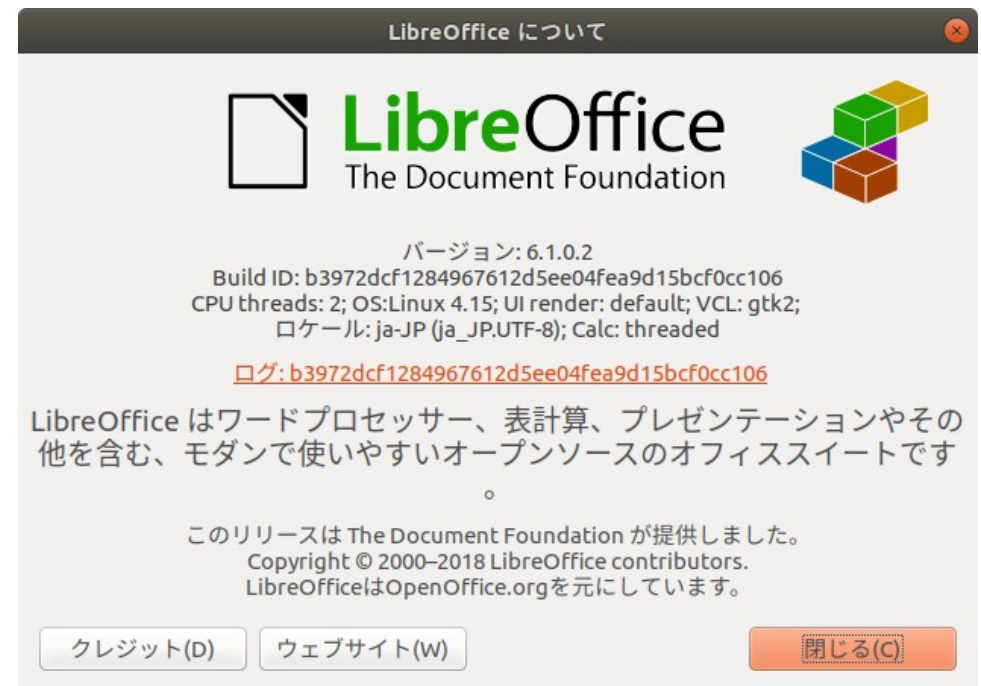 LibreOffice について
LibreOffice
The Document Foundation
バージョン: 6.1.0.2
Build ID: b3972dcf1284967612d5ee04fea9d15bcf0cc106
CPU threads: 2; OS:Linux 4.15; UI render: default; VCL: gtk2;
ロケール: ja-JP (ja_JP.UTF-8); Calc: threaded
ログ: b3972dcf1284967612d5ee04fea9d15bcf0cc106
LibreOffice はワードプロセッサー、表計算、プレゼンテーションやその
他を含む、モダンで使いやすいオープンソースのオフィススイートです
。
このリリースは The Document Foundation が提供しました。
Copyright © 2000–2018 LibreOffice contributors.
LibreOfficeはOpenOffice.orgを元にしています。
クレジット(D) ウェブサイト(W) 閉じる(C)